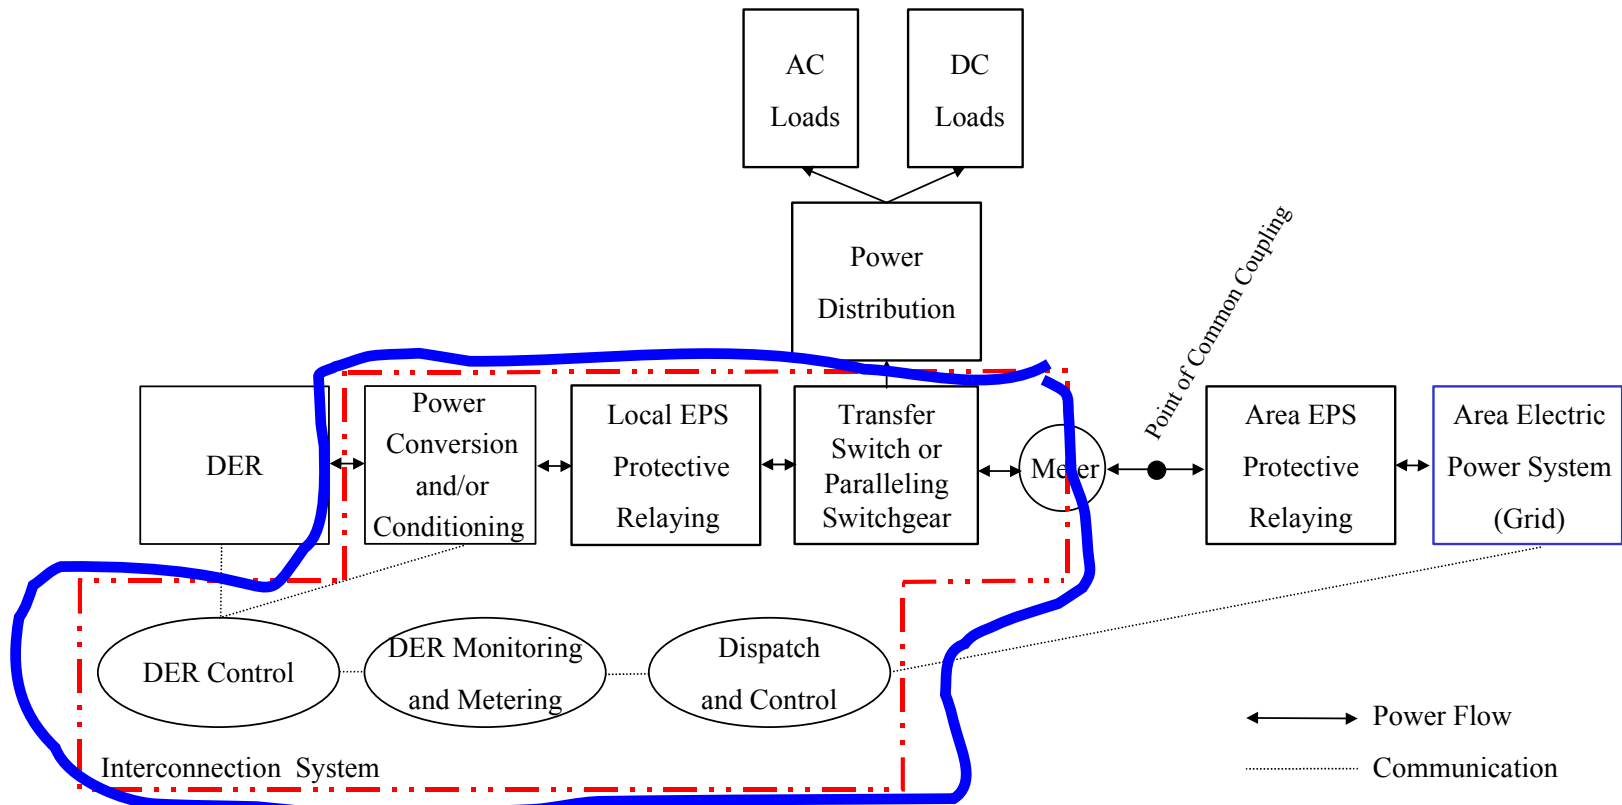 AC
Loads
DC
Loads
Power
Distribution
Point of Common Coupling
DER
Power
Conversion
and/or
Conditioning
Local EPS
Protective
Relaying
Transfer
Switch or
Paralleling
Switchgear
Meter
Area EPS
Protective
Relaying
Area Electric
Power System
(Grid)
DER Control
DER Monitoring
and Metering
Dispatch
and Control
Interconnection System
Power Flow
Communication